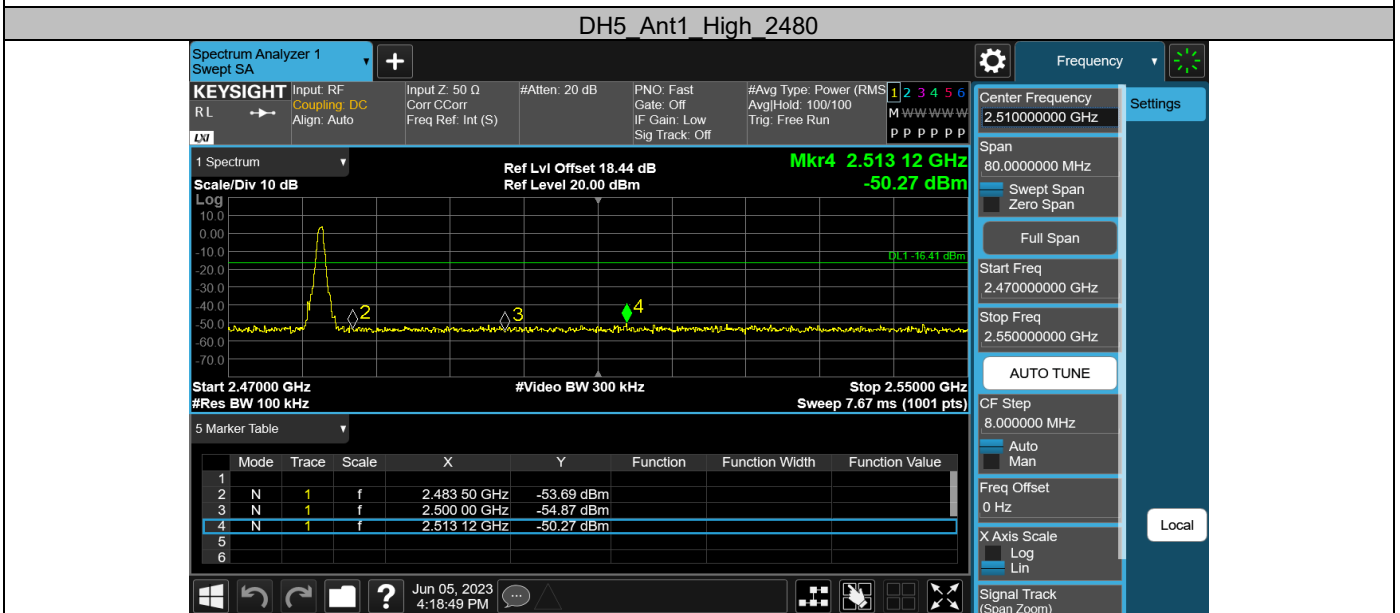 DH5_Ant1_High_2480
Spectrum Analyzer 1
Swept SA
Frequency
KEYSIGHT
RL
LXI
Input: RF
Coupling: DC
Align: Auto
Input Z: 50 Ω
Corr CCorr
Freq Ref: Int (S)
#Atten: 20 dB
PNO: Fast
Gate: Off
IF Gain: Low
Sig Track: Off
#Avg Type: Power (RMS
Avg|Hold: 100/100
Trig: Free Run
1 2 3 4 5 6
M W W W W W
P P P P P P
Center Frequency
2.510000000 GHz
Settings
Span
80.0000000 MHz
Swept Span
Zero Span
Full Span
Start Freq
2.470000000 GHz
Stop Freq
2.550000000 GHz
AUTO TUNE
CF Step
8.000000 MHz
Auto
Man
Freq Offset
0 Hz
X Axis Scale
Log
Lin
Signal Track
(Span Zoom)
Local
1 Spectrum
Scale/Div 10 dB
Ref Lvl Offset 18.44 dB
Ref Level 20.00 dBm
Mkr4 2.513 12 GHz
-50.27 dBm
Log
10.0
0.00
-10.0
-20.0
-30.0
-40.0
-50.0
-60.0
-70.0
DL1 -16.41 dBm
2
3
4
Start 2.47000 GHz
#Res BW 100 kHz
#Video BW 300 kHz
Stop 2.55000 GHz
Sweep 7.67 ms (1001 pts)
5 Marker Table
Mode Trace Scale X Y Function Function Width Function Value
1
2 N 1 f 2.483 50 GHz -53.69 dBm
3 N 1 f 2.500 00 GHz -54.87 dBm
4 N 1 f 2.513 12 GHz -50.27 dBm
5
6
?
Jun 05, 2023
4:18:49 PM